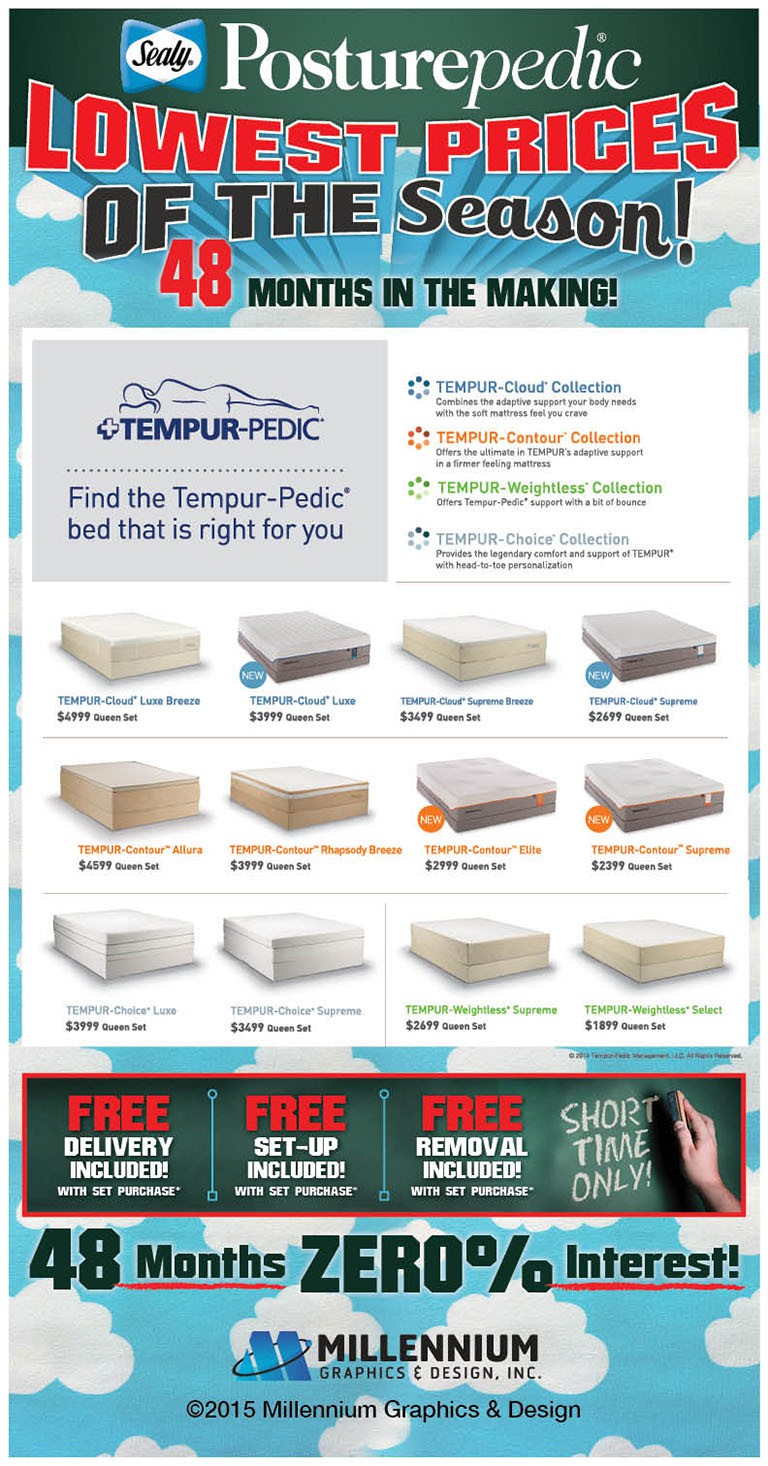 Sealy® Posturepedic®
LOWEST PRICES
OF THE Season!
48 MONTHS IN THE MAKING!
TEMPUR-PEDIC®
Find the Tempur-Pedic®
bed that is right for you
TEMPUR-Cloud® Collection
Combines the adaptive support your body needs
with the soft mattress feel you crave
TEMPUR-Contour™ Collection
Offers the ultimate in TEMPUR's adaptive support
in a firmer feeling mattress
TEMPUR-Weightless® Collection
Offers Tempur-Pedic® support with a bit of bounce
TEMPUR-Choice® Collection
Provides the legendary comfort and support of TEMPUR®
with head-to-toe personalization
NEW NEW
TEMPUR-Cloud® Luxe Breeze TEMPUR-Cloud® Luxe TEMPUR-Cloud® Supreme Breeze TEMPUR-Cloud® Supreme
$4999 Queen Set $3999 Queen Set $3499 Queen Set $2699 Queen Set
NEW NEW
TEMPUR-Contour™ Allura TEMPUR-Contour™ Rhapsody Breeze TEMPUR-Contour™ Elite TEMPUR-Contour™ Supreme
$4599 Queen Set $3999 Queen Set $2999 Queen Set $2399 Queen Set
TEMPUR-Choice® Luxe TEMPUR-Choice® Supreme TEMPUR-Weightless® Supreme TEMPUR-Weightless® Select
$3999 Queen Set $3499 Queen Set $2699 Queen Set $1899 Queen Set
© 2014 Tempur-Pedic Management, LLC. All Rights Reserved.
FREE
DELIVERY
INCLUDED!
WITH SET PURCHASE*
FREE
SET-UP
INCLUDED!
WITH SET PURCHASE*
FREE
REMOVAL
INCLUDED!
WITH SET PURCHASE*
SHORT
TIME
ONLY!
48 Months ZERO% Interest!
MILLENNIUM
GRAPHICS & DESIGN, INC.
©2015 Millennium Graphics & Design